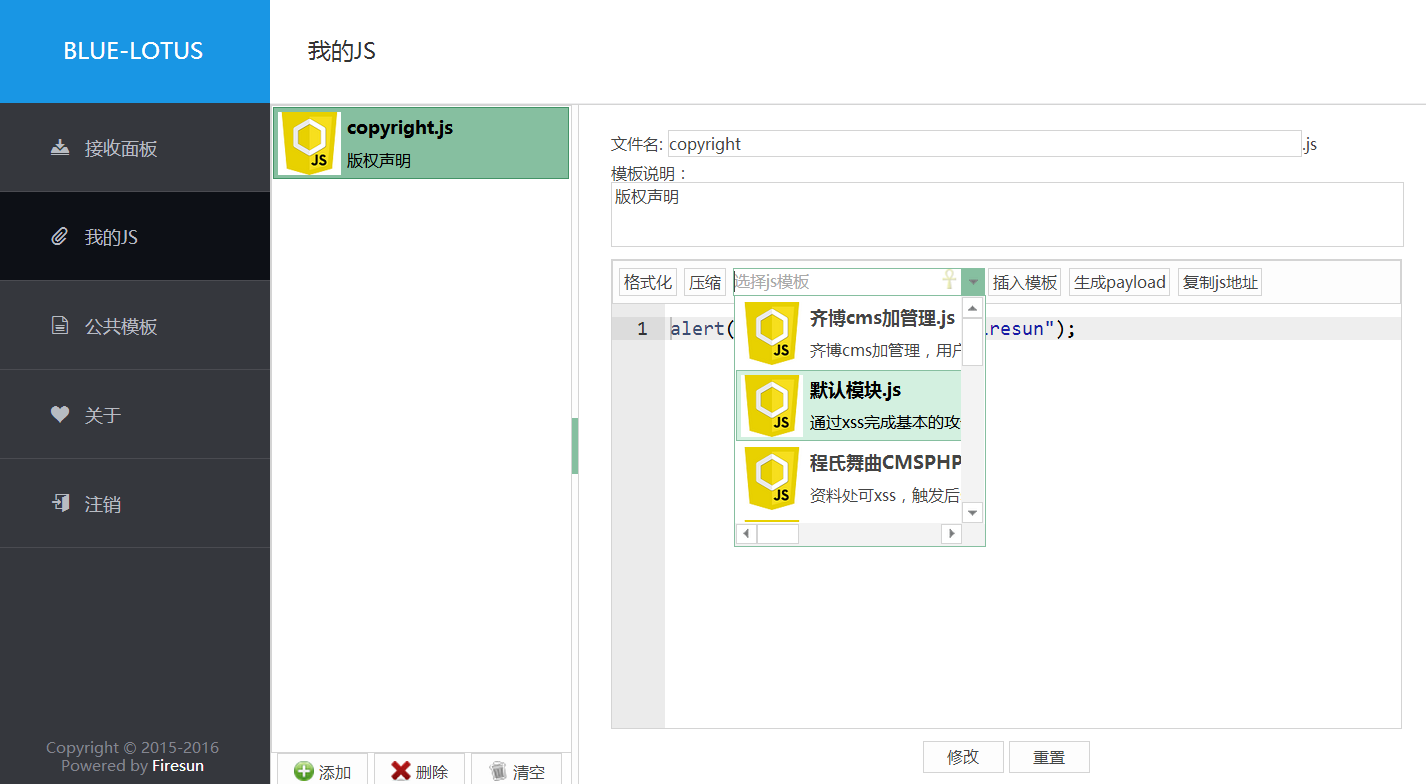 BLUE-LOTUS
我的JS
接收面板
我的JS
公共模板
关于
注销
Copyright © 2015-2016
Powered by Firesun
copyright.js
版权声明
添加
删除
清空
文件名: copyright .js
模板说明：
版权声明
格式化 压缩 选择js模板 插入模板 生成payload 复制js地址
1 alert( iresun");
齐博cms加管理.js
齐博cms加管理，用户
默认模块.js
通过xss完成基本的攻
程氏舞曲CMSPHP
资料处可xss，触发后
JS
JS
JS
JS
修改
重置